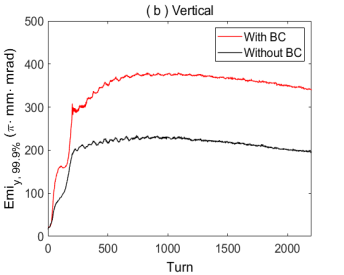 ( b ) Vertical
500
400
300
200
100
0
Emi y, 99.9% (π· mm· mrad)
With BC
Without BC
0 500 1000 1500 2000
Turn